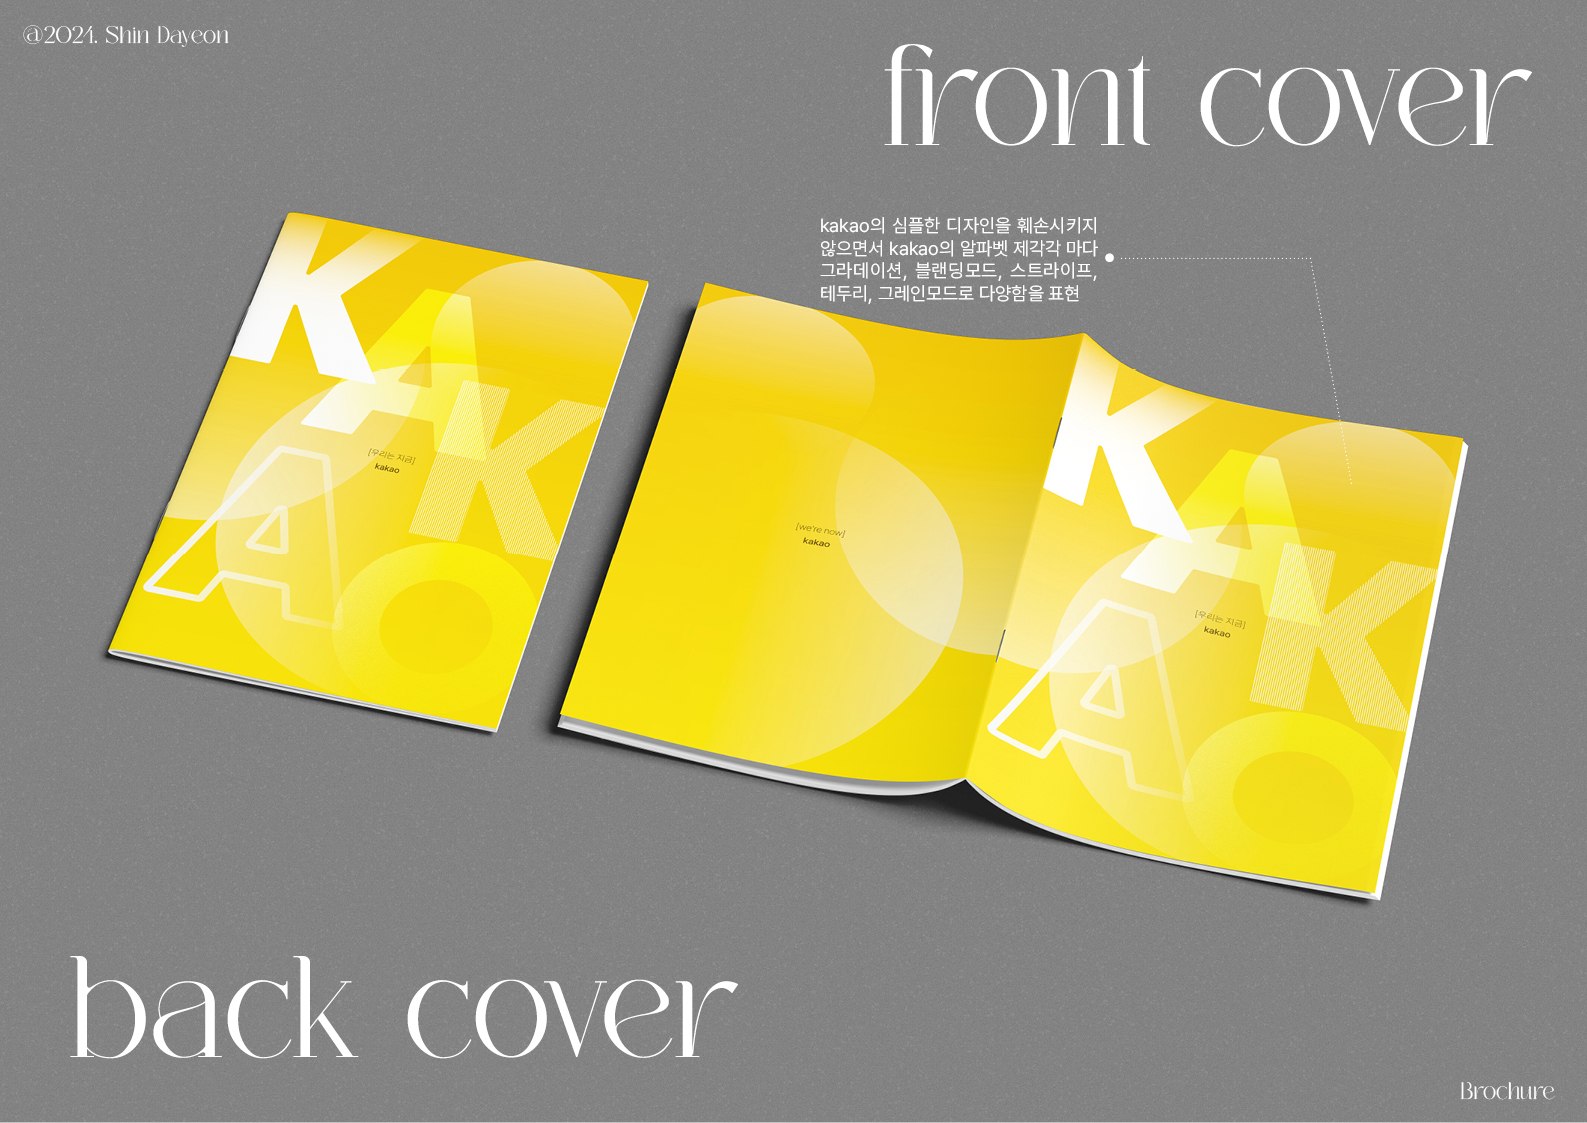 @2024. Shin Dayeon
front cover
kakao의 심플한 디자인을 훼손시키지
않으면서 kakao의 알파벳 제각각 마다
그라데이션, 블랜딩모드, 스트라이프,
테두리, 그레인모드로 다양함을 표현
K
A
K
[우리는 지금]
kakao
A
O
[we're now]
kakao
K
A
K
[우리는 지금]
kakao
A
O
back cover
Brochure